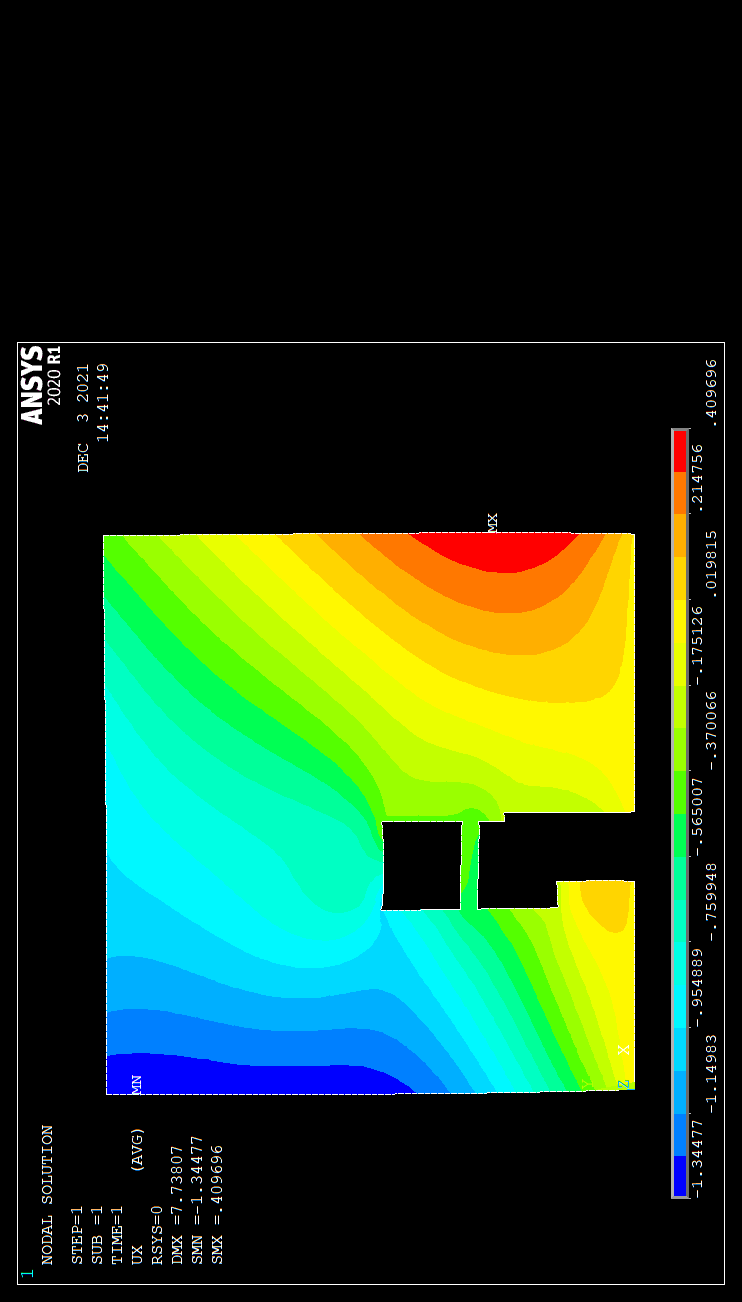 1
NODAL SOLUTION
STEP=1
SUB =1
TIME=1
UX (AVG)
RSYS=0
DMX =7.73807
SMN =-1.34477
SMX =.409696
ANSYS
2020 R1
DEC 3 2021
14:41:49
MN
MX
Y
Z X
-1.34477 -.954889 -.565007 -.175126 .214756
-1.14983 -.759948 -.370066 .019815 .409696